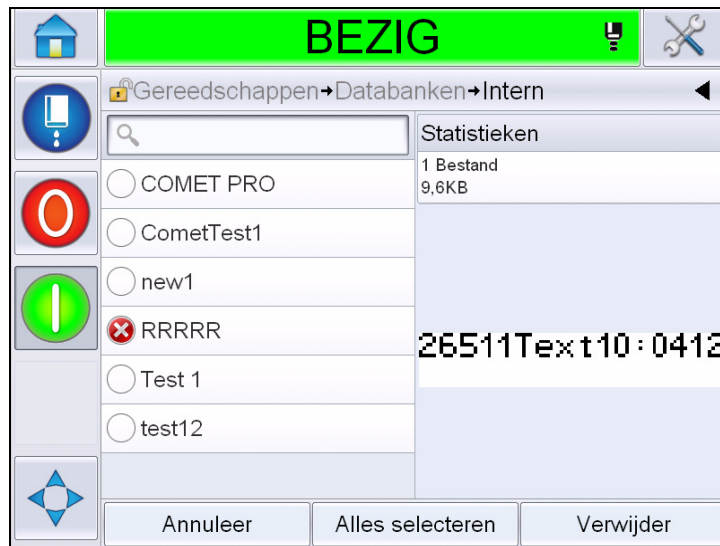 BEZIG
Gereedschappen→Databanken→Intern
Statistieken
1 Bestand
9,6KB
COMET PRO
CometTest1
new1
RRRRR
Test 1
test12
26511Text10:0412
Annuleer
Alles selecteren
Verwijder